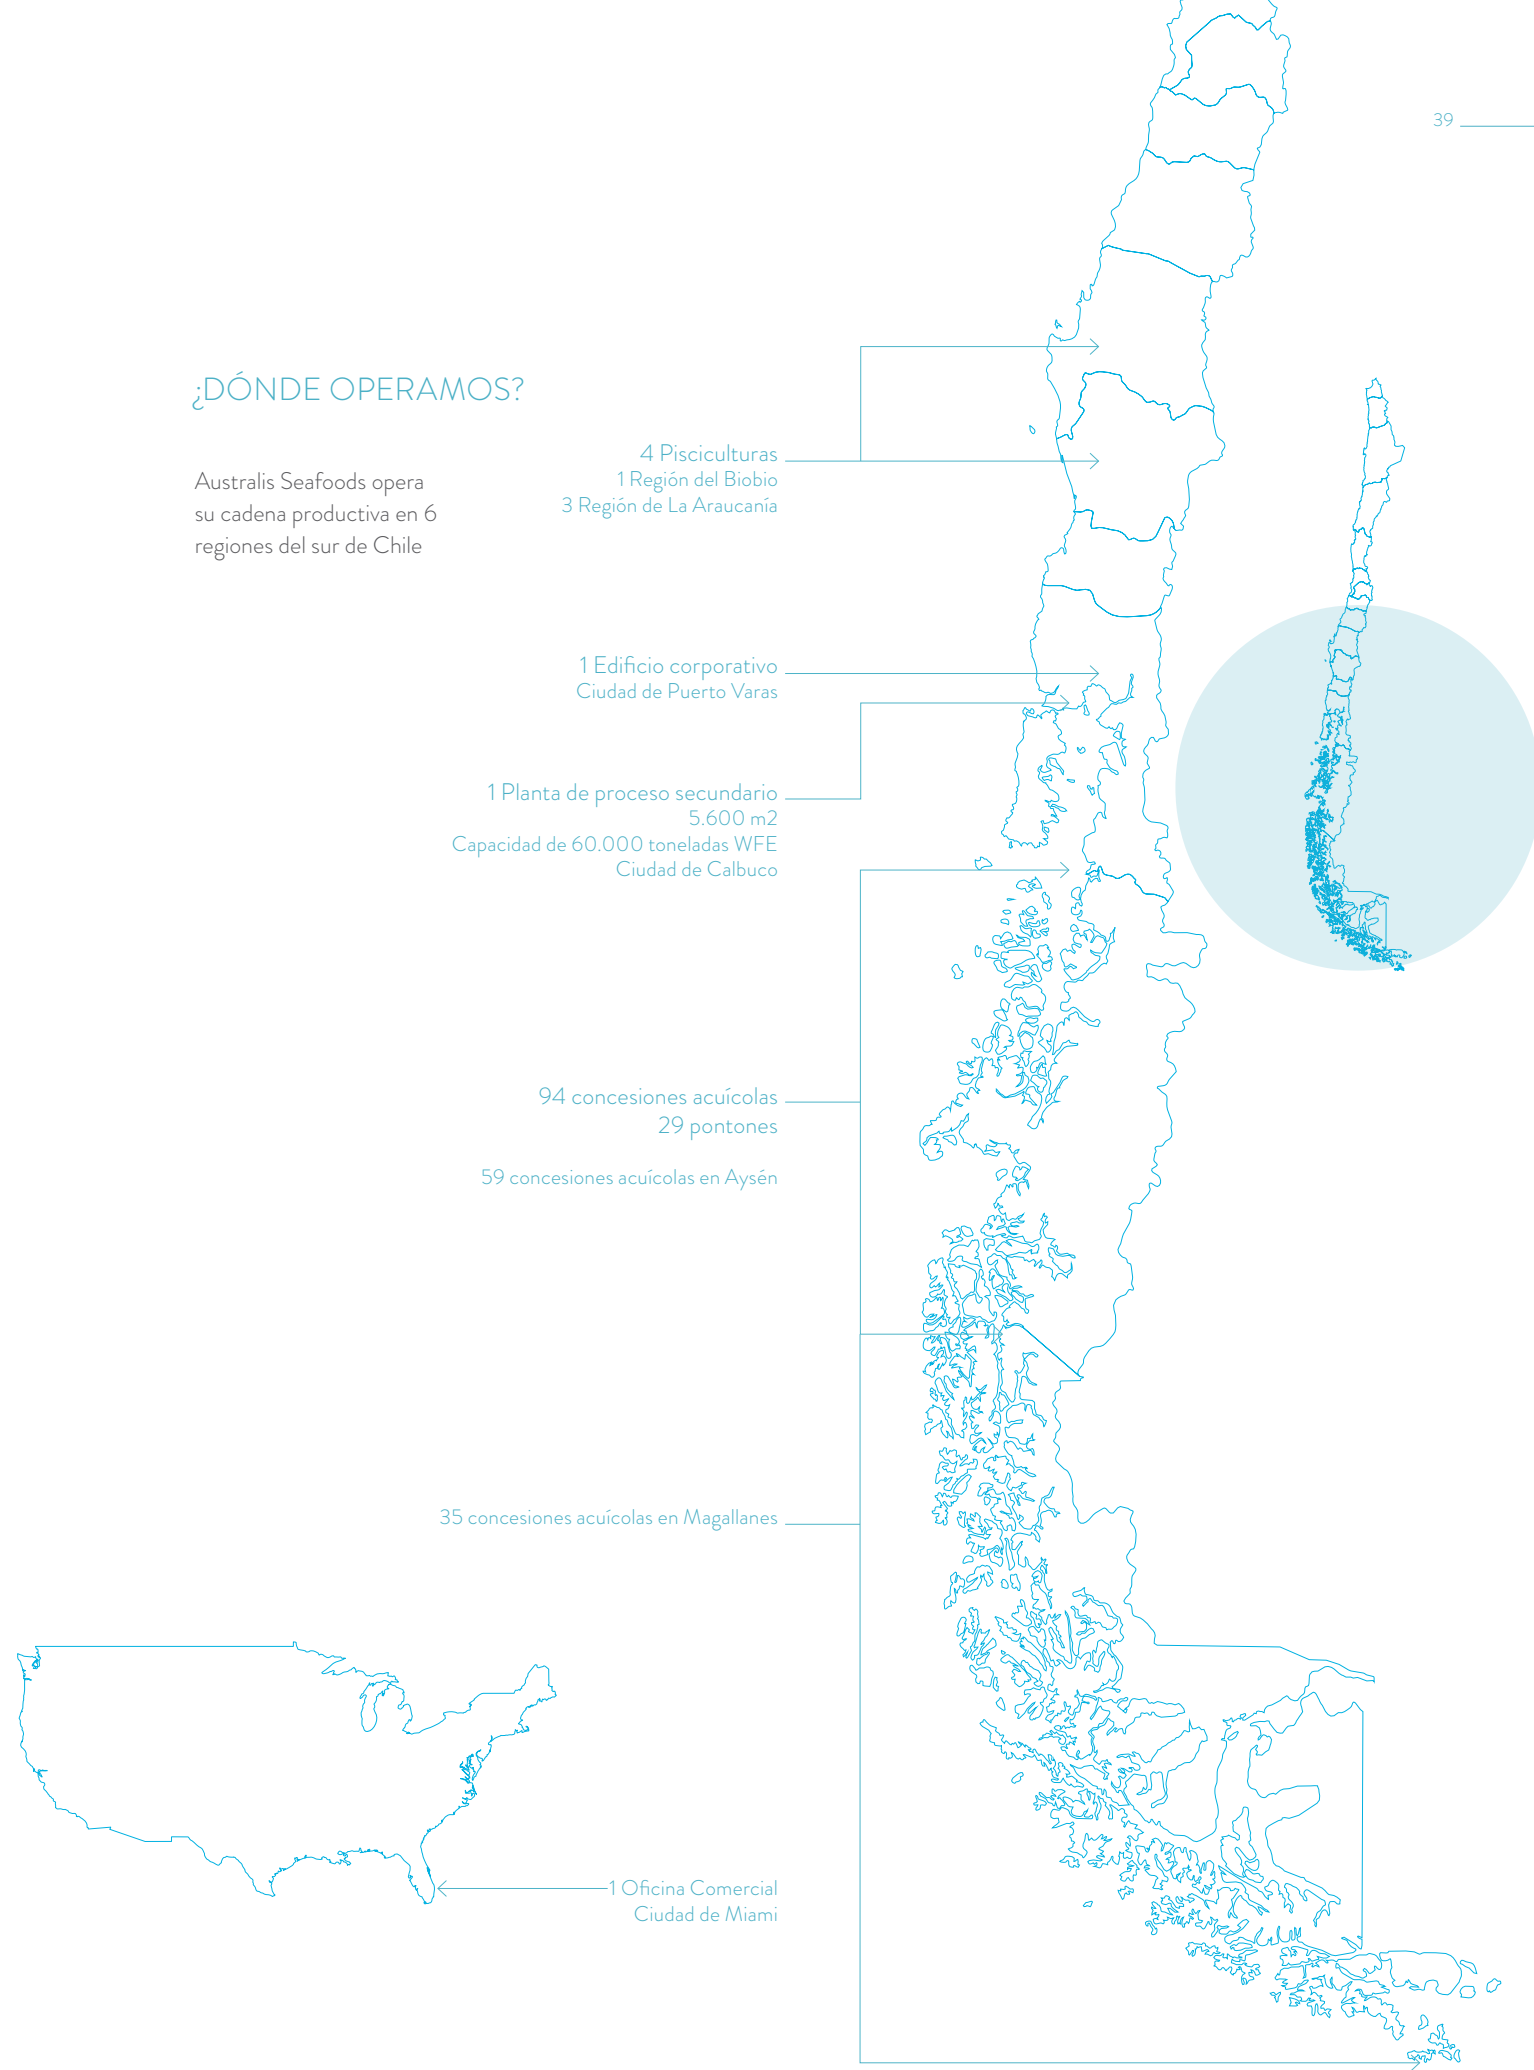 39
¿DÓNDE OPERAMOS?
Australis Seafoods opera
su cadena productiva en 6
regiones del sur de Chile
4 Pisciculturas
1 Región del Biobio
3 Región de La Araucanía
1 Edificio corporativo
Ciudad de Puerto Varas
1 Planta de proceso secundario
5.600 m2
Capacidad de 60.000 toneladas WFE
Ciudad de Calbuco
94 concesiones acuícolas
29 pontones
59 concesiones acuícolas en Aysén
35 concesiones acuícolas en Magallanes
1 Oficina Comercial
Ciudad de Miami